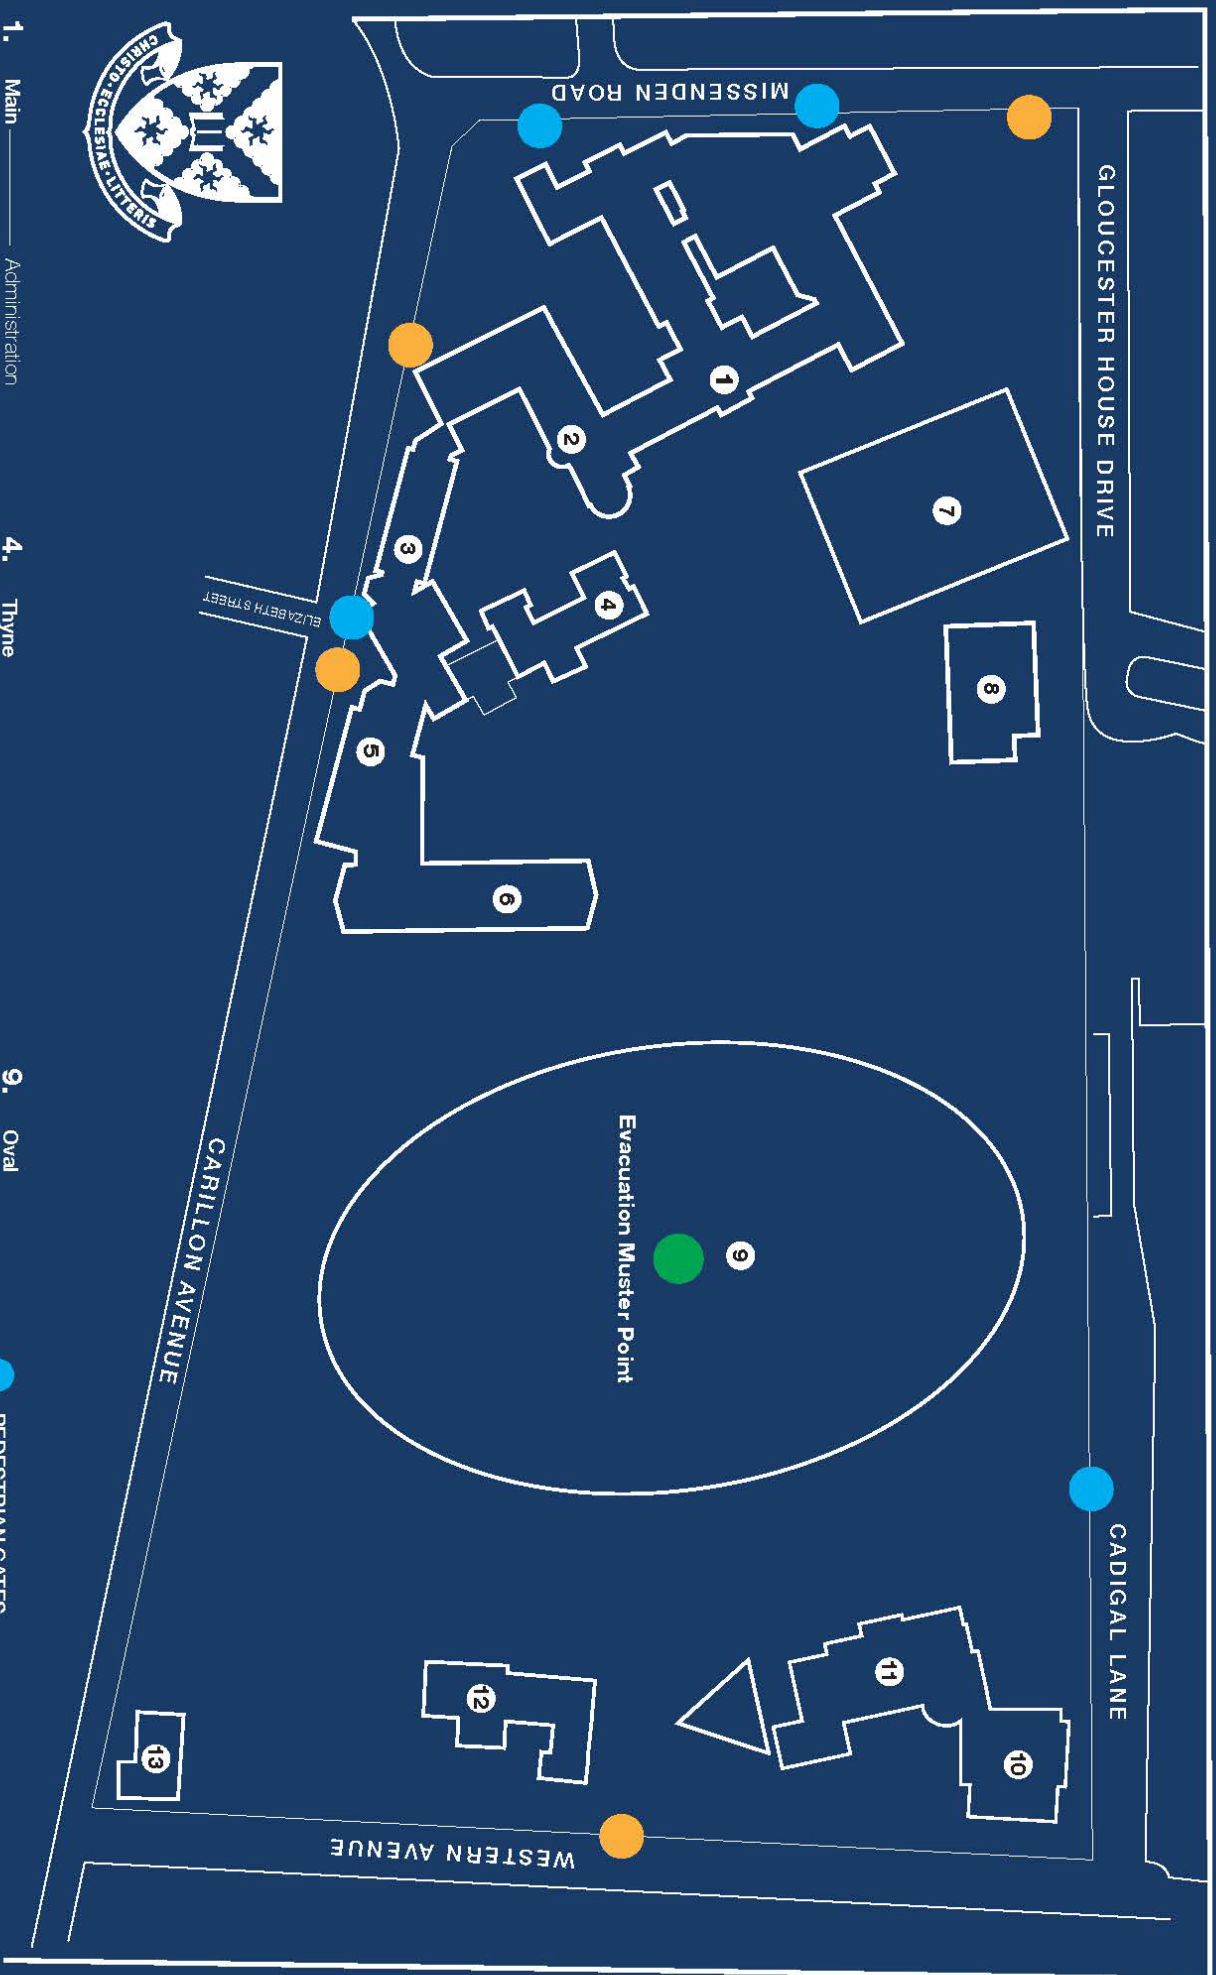 GLOUCESTER HOUSE DRIVE
CADIGAL LANE
MISSENDEN ROAD
WESTERN AVENUE
CARILLON AVENUE
ELIZABETH STREET
1
2
3
4
5
6
7
8
9
Evacuation Muster Point
10
11
12
13
CHRISTO·ECCLESIAE·LITTERIS
1. Main Administration
4. Thyne
9. Oval
PEDESTRIAN GATES